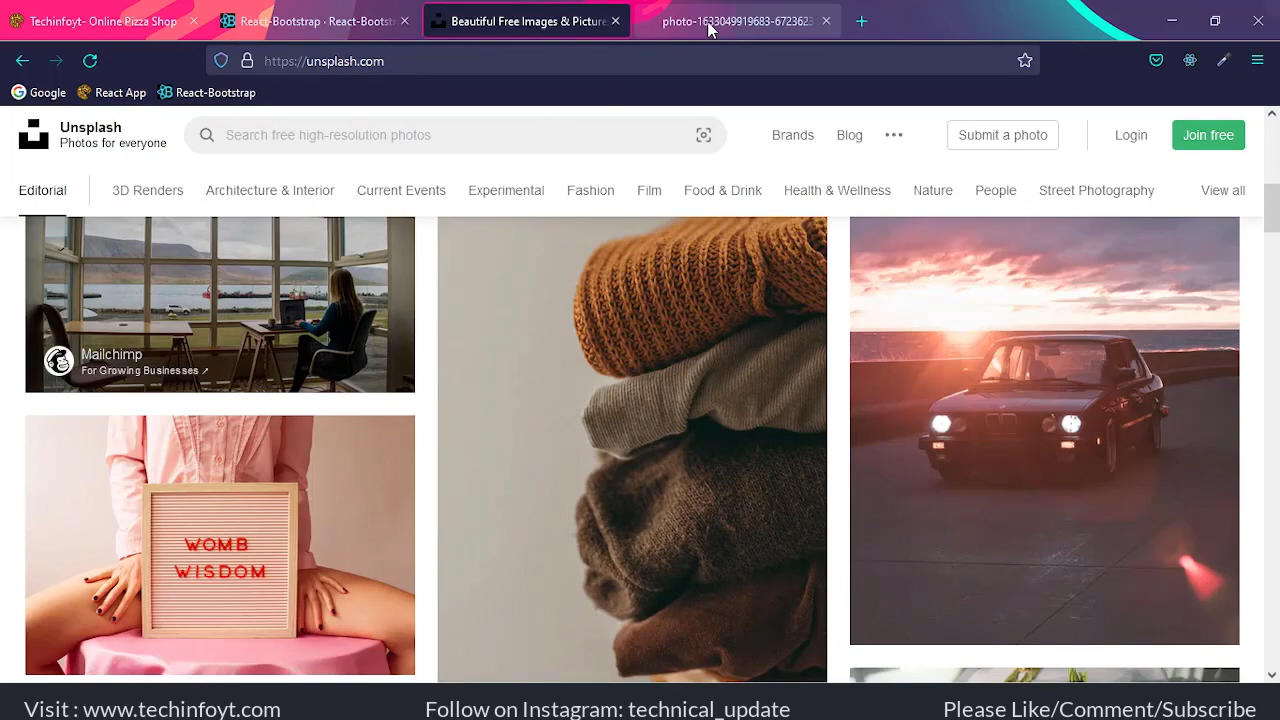 Techinfoyt- Online Pizza Shop
React-Bootstrap · React-Bootst
Beautiful Free Images & Picture
photo-1633049919683-6723623
https://unsplash.com
Google
React App
React-Bootstrap
Unsplash
Photos for everyone
Search free high-resolution photos
Brands
Blog
Submit a photo
Login
Join free
Editorial
3D Renders
Architecture & Interior
Current Events
Experimental
Fashion
Film
Food & Drink
Health & Wellness
Nature
People
Street Photography
View all
Mailchimp
For Growing Businesses ↗
WOMB
WISDOM
Visit : www.techinfoyt.com
Follow on Instagram: technical_update
Please Like/Comment/Subscribe